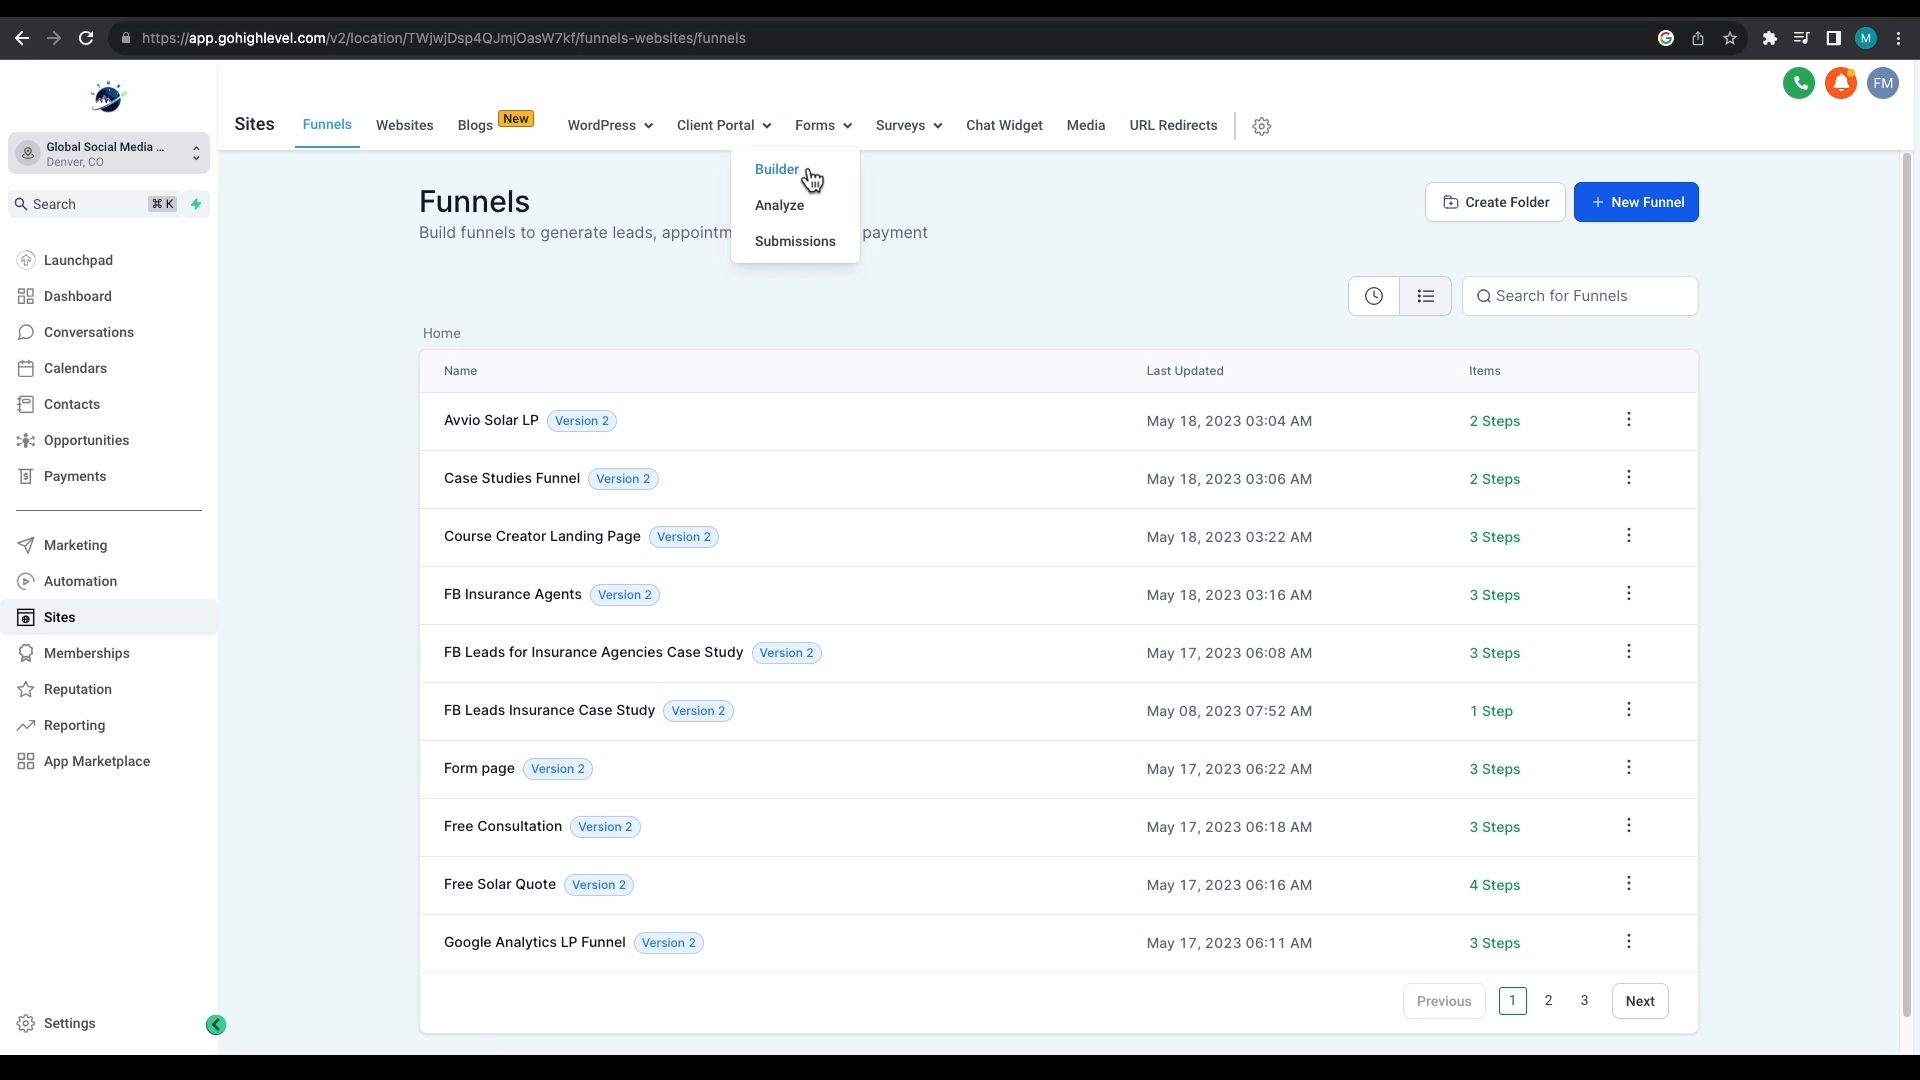 https://app.gohighlevel.com/v2/location/TWjwjDsp4QJmjOasW7kf/funnels-websites/funnels
M
FM
Global Social Media ...
Denver, CO
Search ⌘ K
Launchpad
Dashboard
Conversations
Calendars
Contacts
Opportunities
Payments
Marketing
Automation
Sites
Memberships
Reputation
Reporting
App Marketplace
Settings
Sites Funnels Websites Blogs New WordPress Client Portal Forms Surveys Chat Widget Media URL Redirects
Builder
Analyze
Submissions
Funnels
Build funnels to generate leads, appointm payment
Create Folder
+ New Funnel
Search for Funnels
Home
Name Last Updated Items
Avvio Solar LP Version 2 May 18, 2023 03:04 AM 2 Steps
Case Studies Funnel Version 2 May 18, 2023 03:06 AM 2 Steps
Course Creator Landing Page Version 2 May 18, 2023 03:22 AM 3 Steps
FB Insurance Agents Version 2 May 18, 2023 03:16 AM 3 Steps
FB Leads for Insurance Agencies Case Study Version 2 May 17, 2023 06:08 AM 3 Steps
FB Leads Insurance Case Study Version 2 May 08, 2023 07:52 AM 1 Step
Form page Version 2 May 17, 2023 06:22 AM 3 Steps
Free Consultation Version 2 May 17, 2023 06:18 AM 3 Steps
Free Solar Quote Version 2 May 17, 2023 06:16 AM 4 Steps
Google Analytics LP Funnel Version 2 May 17, 2023 06:11 AM 3 Steps
Previous 1 2 3 Next